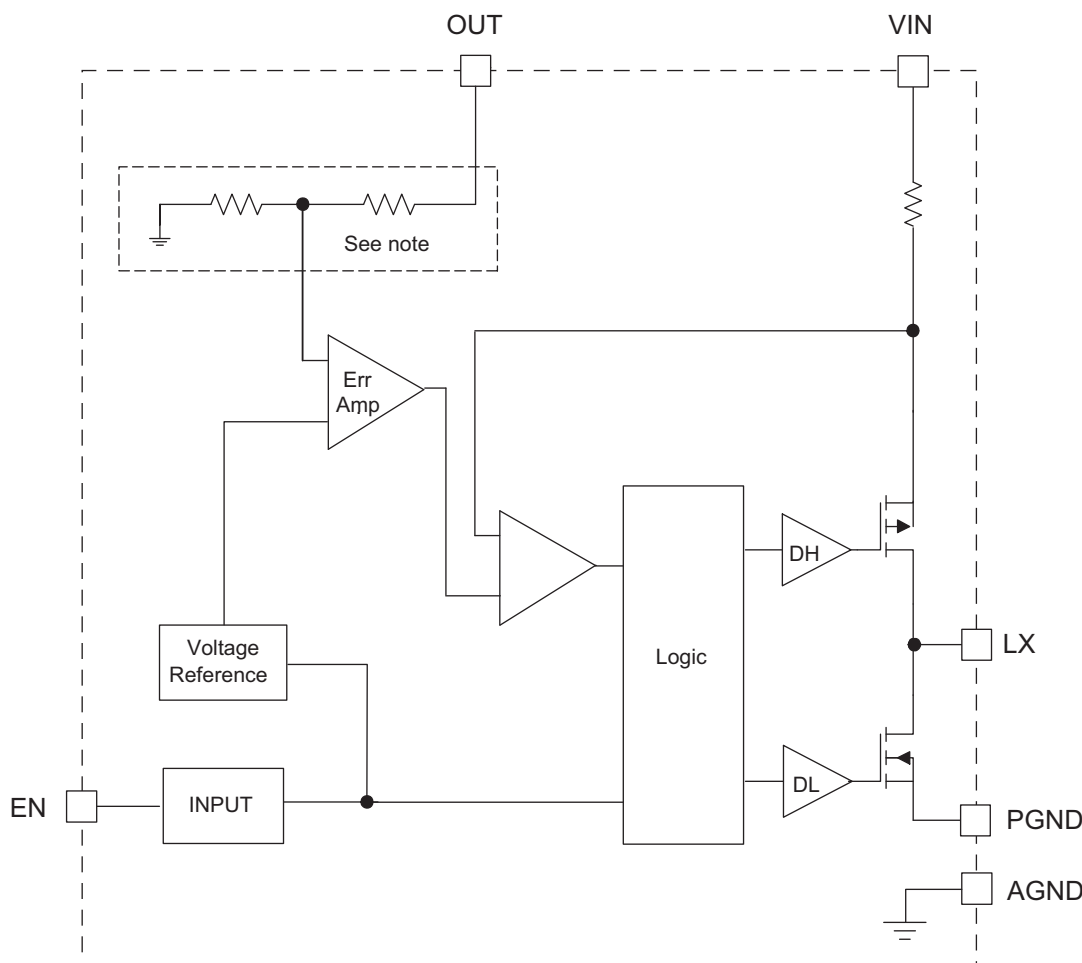 OUT
VIN
See note
Err
Amp
DH
Voltage
Reference
Logic
LX
EN
INPUT
DL
PGND
AGND